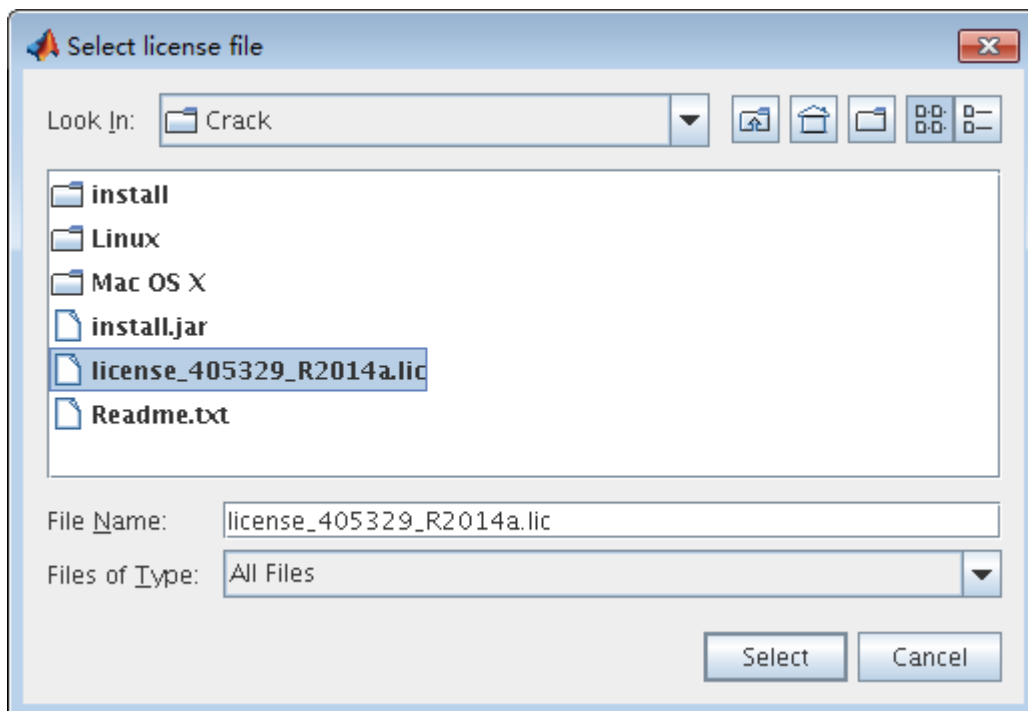 Select license file
Look In: Crack
install
Linux
Mac OS X
install.jar
license_405329_R2014a.lic
Readme.txt
File Name: license_405329_R2014a.lic
Files of Type: All Files
Select Cancel